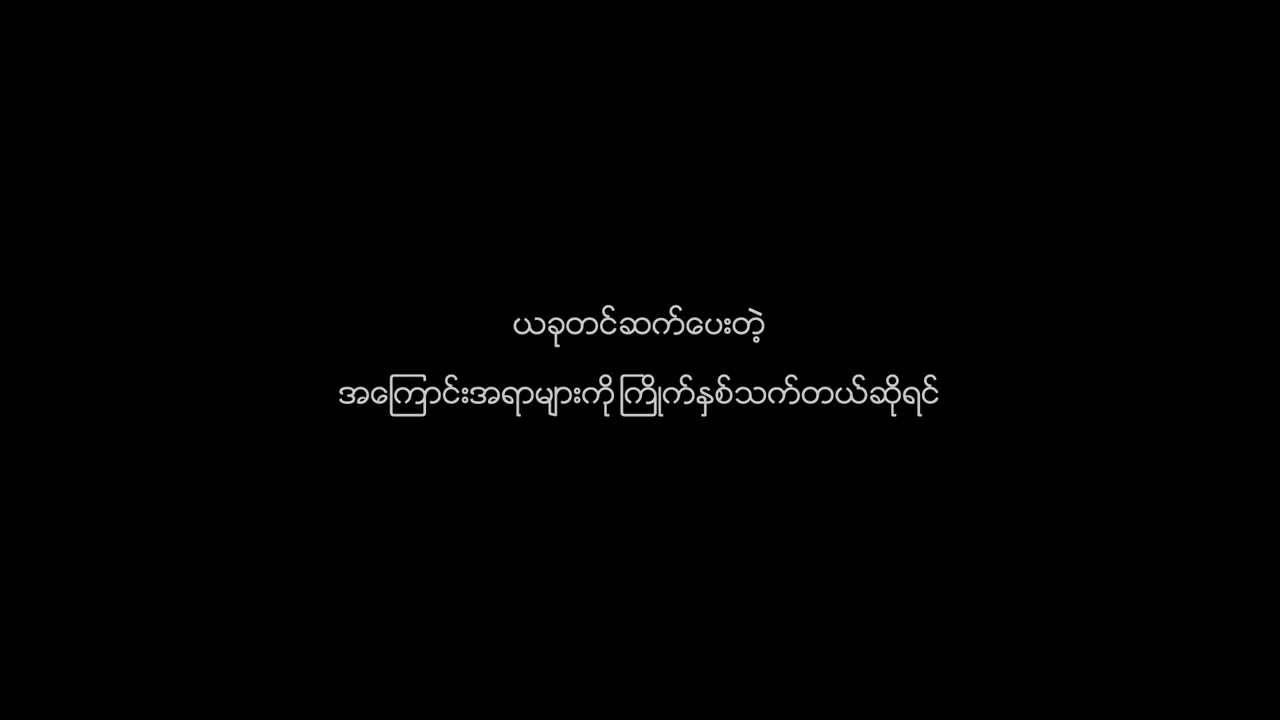 ယခုတင်ဆက်ပေးတဲ့
အကြောင်းအရာများကို ကြိုက်နှစ်သက်တယ်ဆိုရင်